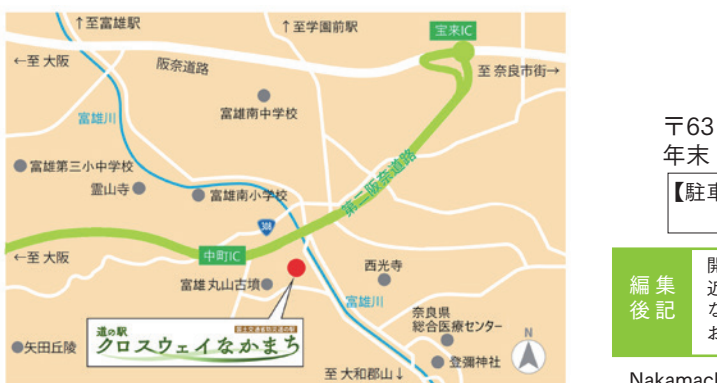 ↑至富雄駅
↑至学園前駅
宝来IC
←至 大阪
阪奈道路
至 奈良市街→
富雄川
富雄南中学校
富雄第三小中学校
霊山寺
富雄南小学校
第二阪奈道路
308
←至 大阪
中町IC
西光寺
富雄丸山古墳
富雄川
奈良県
総合医療センター
道の駅
クロスウェイなかまち
N
矢田丘陵
登彌神社
至 大和郡山↓
〒63
年末
【駐車
編集
後記
開
近
な
お
Nakamach